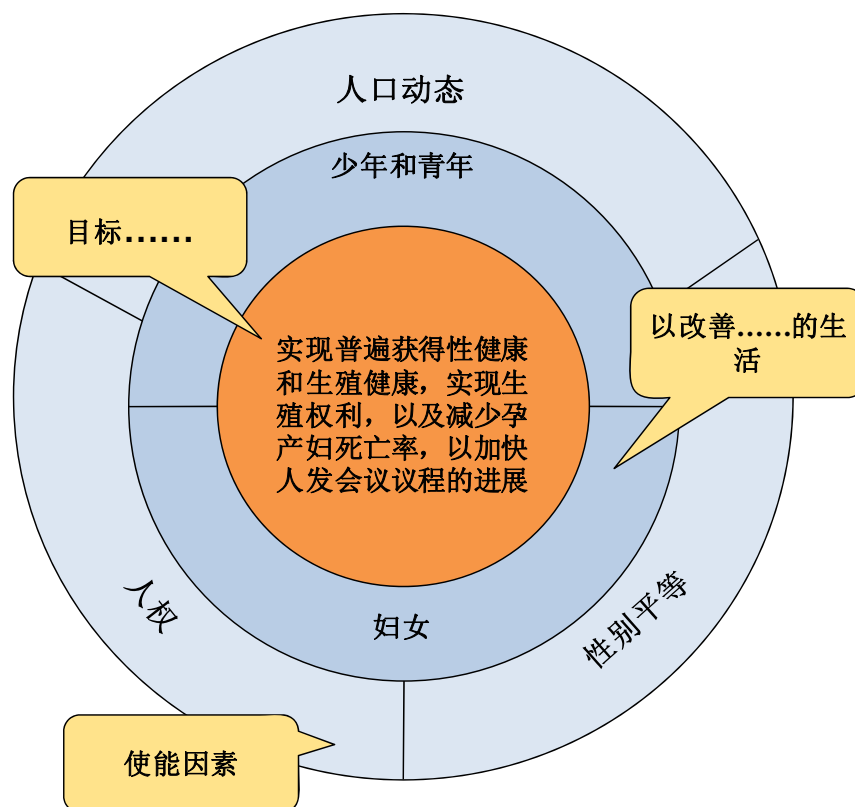 人口动态
少年和青年
目标......
以改善......的生
活
实现普遍获得性健康
和生殖健康，实现生
殖权利，以及减少孕
产妇死亡率，以加快
人发会议议程的进展
人权
妇女
性别平等
使能因素